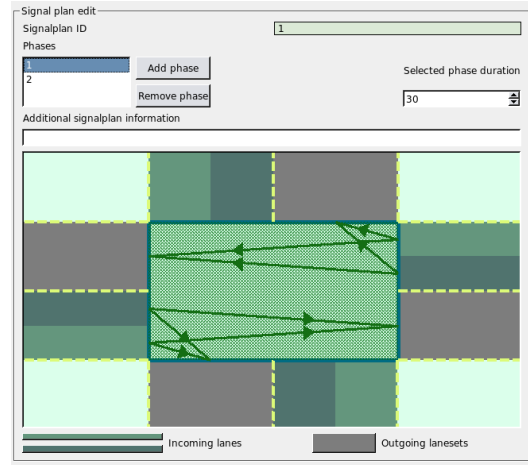 Signal plan edit
Signalplan ID
1
Phases
1
2
Add phase
Remove phase
Selected phase duration
30
Additional signalplan information
Incoming lanes
Outgoing lanesets